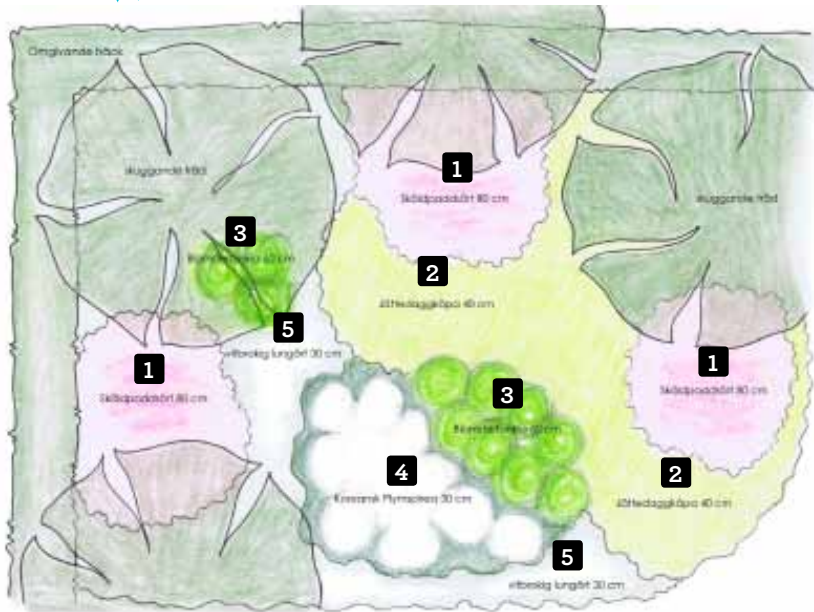 Omgivande häck
skuggande träd
1
Sköldpaddsört 80 cm
skuggande träd
3
2
Jättedaggkåpa 40 cm
5
vitbrokig lungört 30 cm
1
Sköldpaddsört 80 cm
1
Sköldpaddsört 80 cm
3
4
Koreansk Plymspirea 30 cm
2
Jättedaggkåpa 40 cm
5
vitbrokig lungört 30 cm